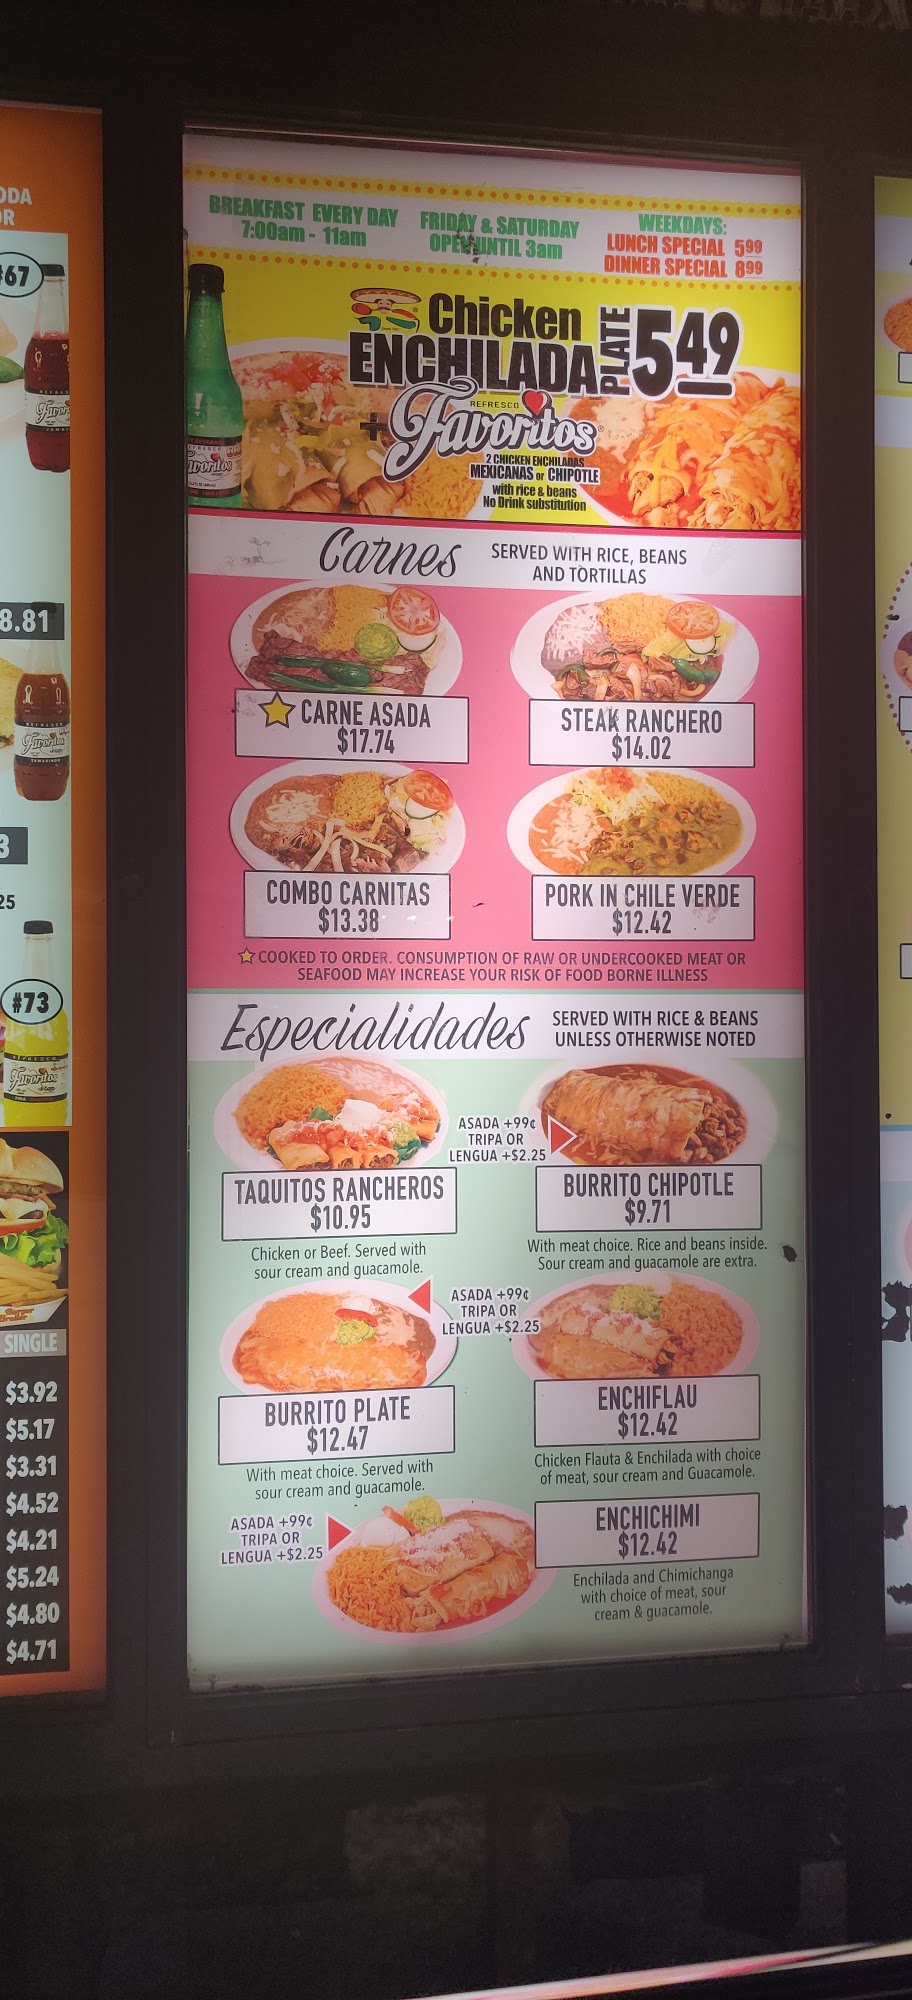 ODA
OR
#67
8.81
3
25
#73
SINGLE
$3.92
$5.17
$3.31
$4.52
$4.21
$5.24
$4.80
$4.71
BREAKFAST EVERY DAY
7:00am - 11am
FRIDAY & SATURDAY
OPEN UNTIL 3am
WEEKDAYS:
LUNCH SPECIAL 5.99
DINNER SPECIAL 8.99
Chicken
ENCHILADA
PLATE
5.49
+
REFRESCO
Favoritos
2 CHICKEN ENCHILADAS
MEXICANAS or CHIPOTLE
with rice & beans
No Drink substitution
Carnes
SERVED WITH RICE, BEANS
AND TORTILLAS
CARNE ASADA
$17.74
STEAK RANCHERO
$14.02
COMBO CARNITAS
$13.38
PORK IN CHILE VERDE
$12.42
COOKED TO ORDER. CONSUMPTION OF RAW OR UNDERCOOKED MEAT OR
SEAFOOD MAY INCREASE YOUR RISK OF FOOD BORNE ILLNESS
Especialidades
SERVED WITH RICE & BEANS
UNLESS OTHERWISE NOTED
TAQUITOS RANCHEROS
$10.95
Chicken or Beef. Served with
sour cream and guacamole.
ASADA +99¢
TRIPA OR
LENGUA +$2.25
BURRITO CHIPOTLE
$9.71
With meat choice. Rice and beans inside.
Sour cream and guacamole are extra.
ASADA +99¢
TRIPA OR
LENGUA +$2.25
BURRITO PLATE
$12.47
With meat choice. Served with
sour cream and guacamole.
ENCHIFLAU
$12.42
Chicken Flauta & Enchilada with choice
of meat, sour cream and Guacamole.
ASADA +99¢
TRIPA OR
LENGUA +$2.25
ENCHICHIMI
$12.42
Enchilada and Chimichanga
with choice of meat, sour
cream & guacamole.